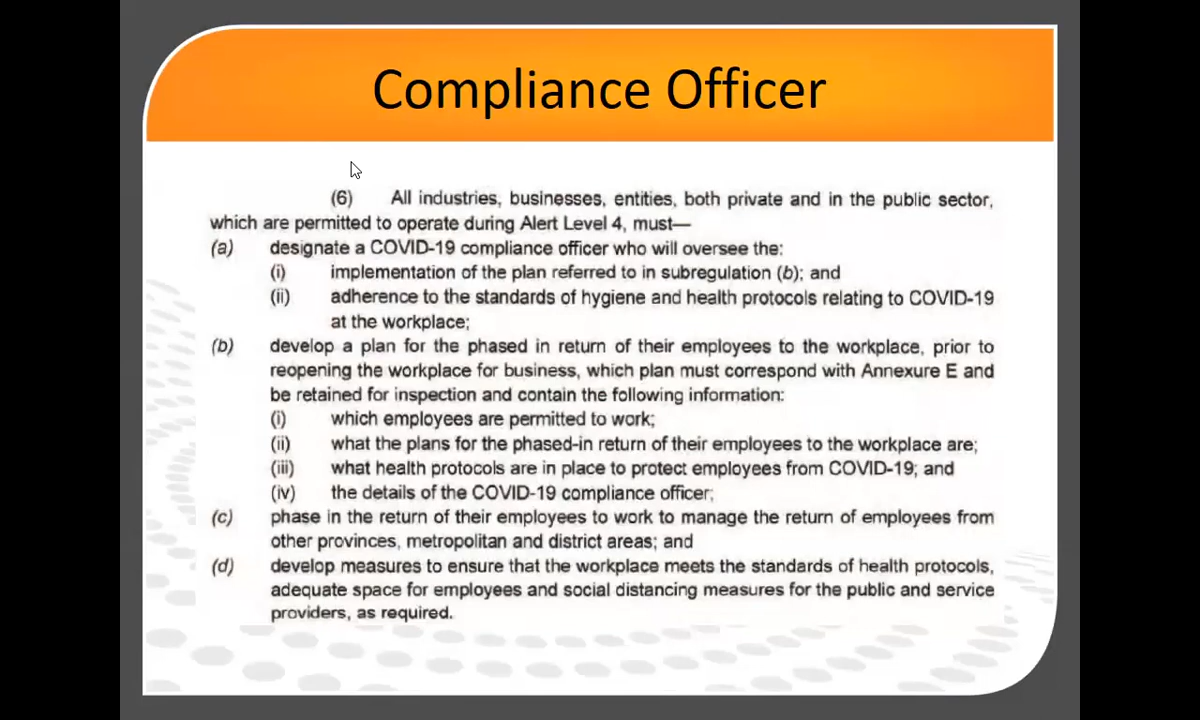 Compliance Officer
(6) All industries, businesses, entities, both private and in the public sector,
which are permitted to operate during Alert Level 4, must—
(a) designate a COVID-19 compliance officer who will oversee the:
(i) implementation of the plan referred to in subregulation (b); and
(ii) adherence to the standards of hygiene and health protocols relating to COVID-19
at the workplace;
(b) develop a plan for the phased in return of their employees to the workplace, prior to
reopening the workplace for business, which plan must correspond with Annexure E and
be retained for inspection and contain the following information:
(i) which employees are permitted to work;
(ii) what the plans for the phased-in return of their employees to the workplace are;
(iii) what health protocols are in place to protect employees from COVID-19; and
(iv) the details of the COVID-19 compliance officer;
(c) phase in the return of their employees to work to manage the return of employees from
other provinces, metropolitan and district areas; and
(d) develop measures to ensure that the workplace meets the standards of health protocols,
adequate space for employees and social distancing measures for the public and service
providers, as required.